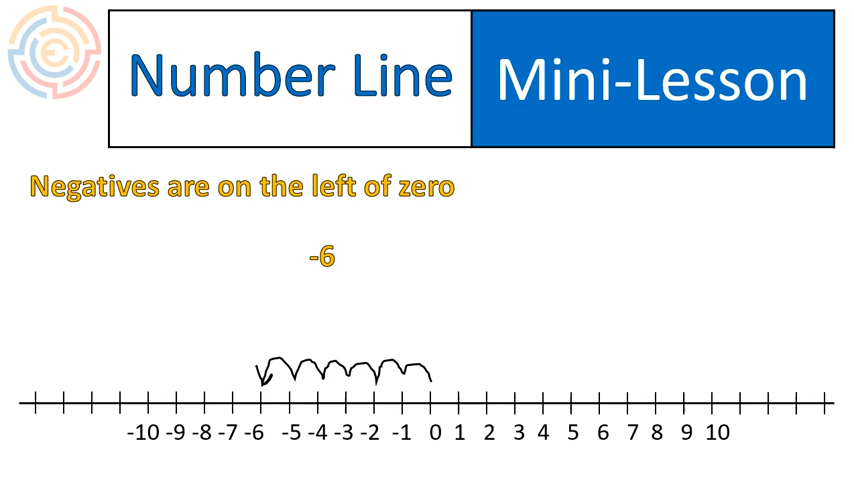 Number Line Mini-Lesson
Negatives are on the left of zero
-6
-10 -9 -8 -7 -6 -5 -4 -3 -2 -1 0 1 2 3 4 5 6 7 8 9 10